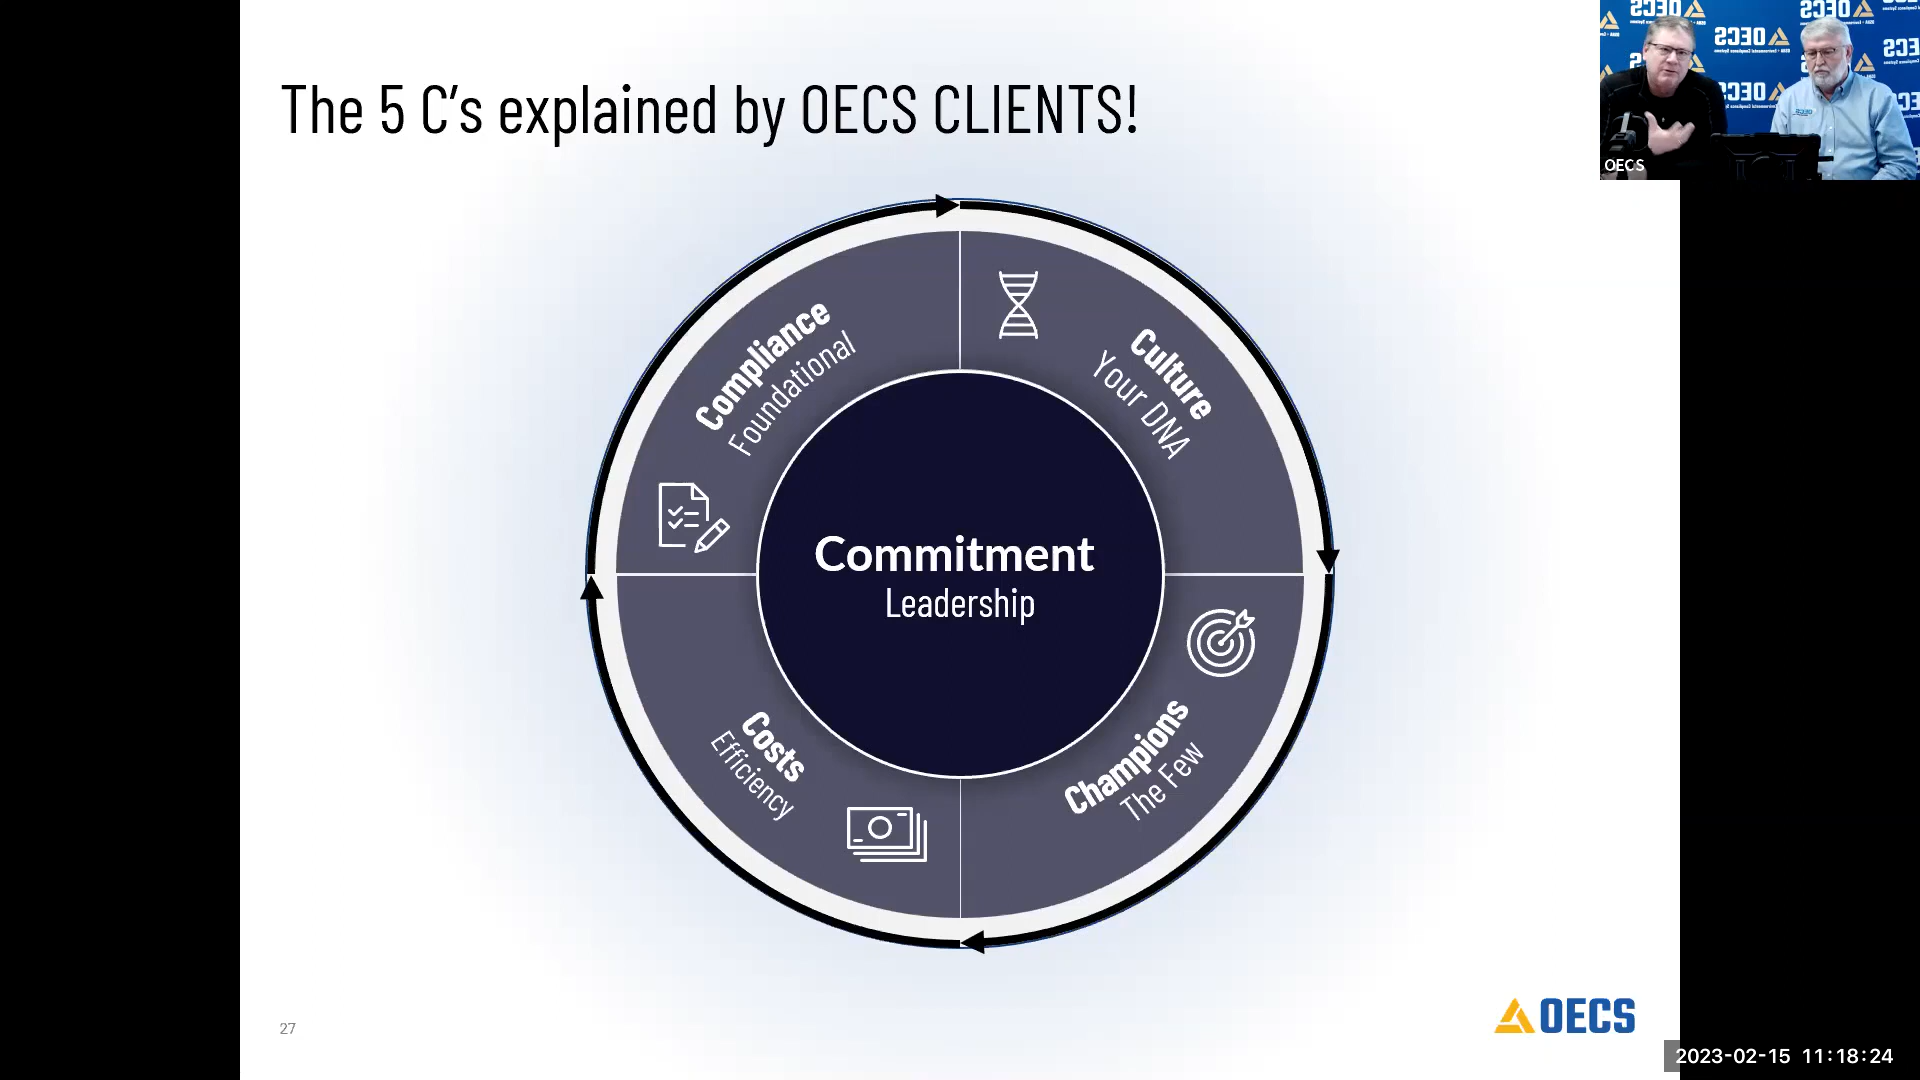 The 5 C's explained by OECS CLIENTS!
OECS
Compliance
Foundational
Culture
Your DNA
Commitment
Leadership
Costs
Efficiency
Champions
The Few
27
OECS
2023-02-15 11:18:24